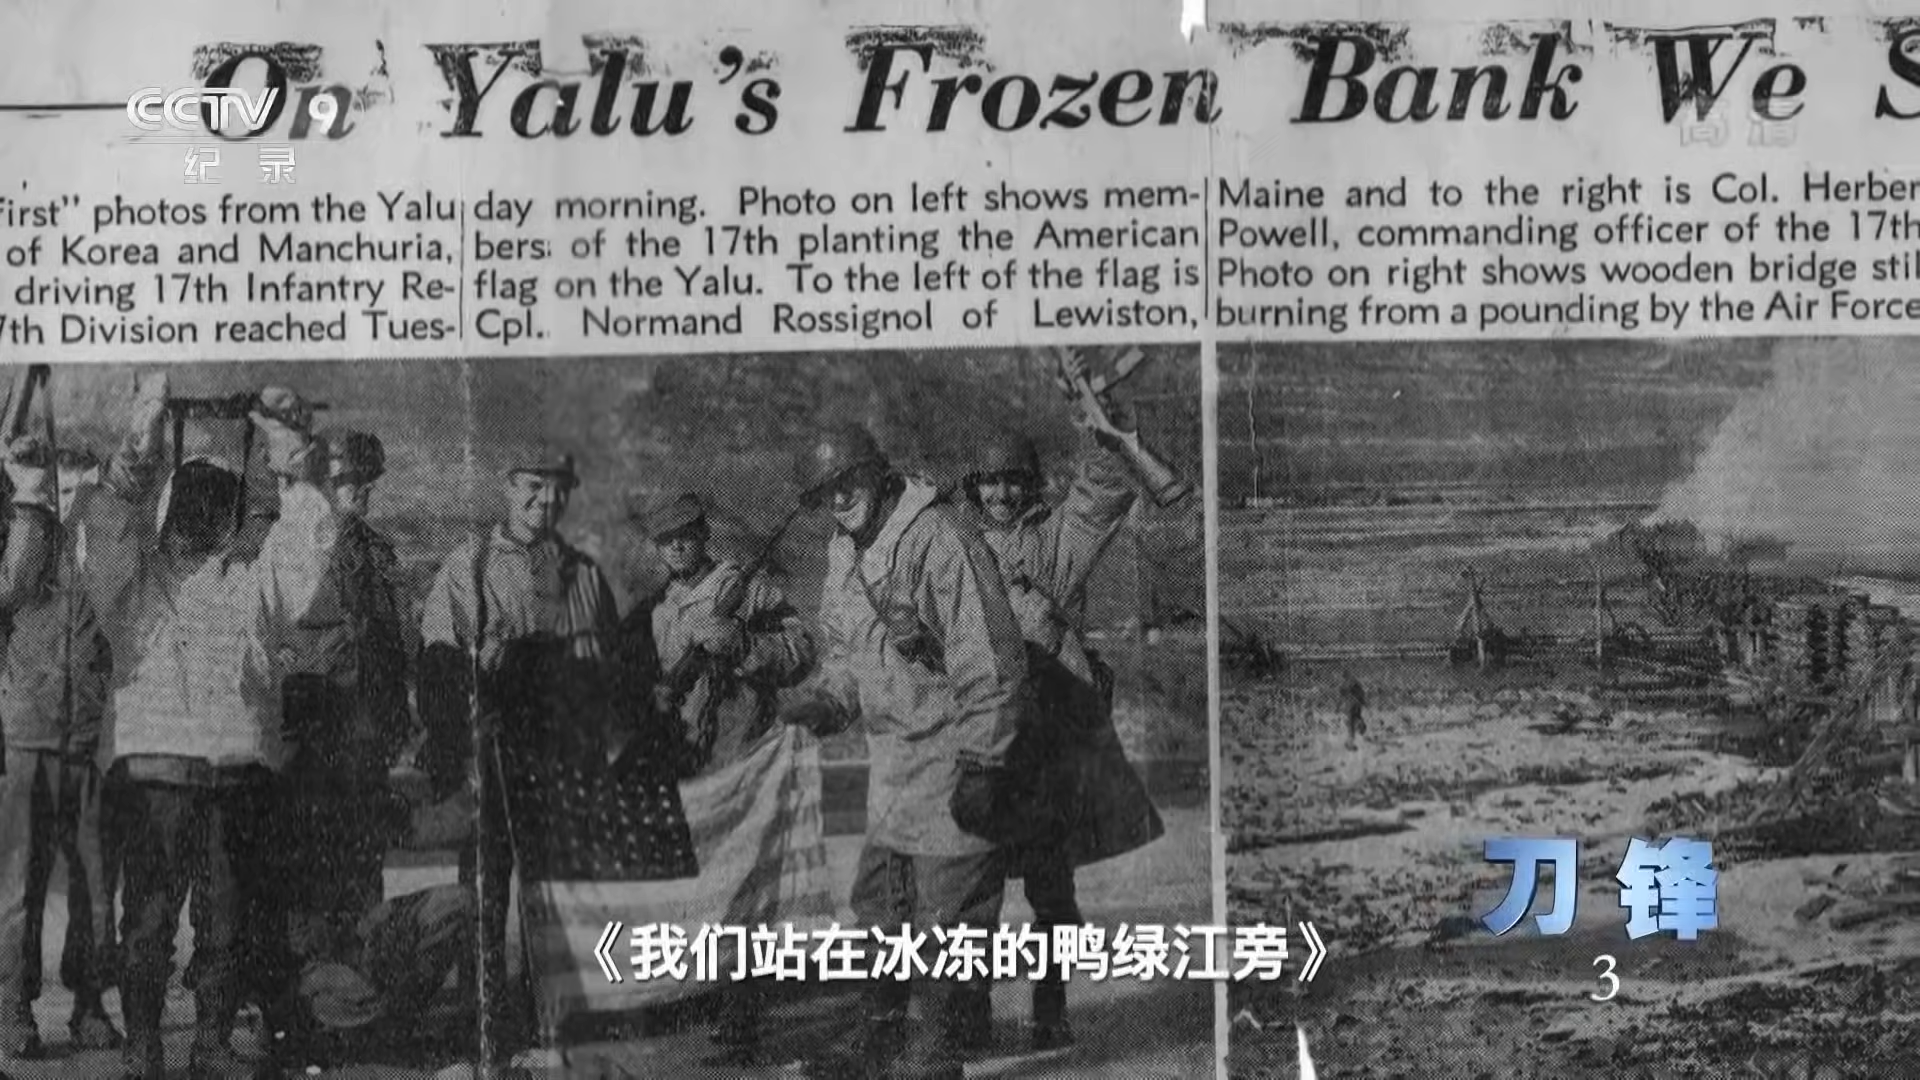 On Yalu's Frozen Bank We S
CCTV 9
纪录
高清
First" photos from the Yalu
of Korea and Manchuria,
driving 17th Infantry Re-
7th Division reached Tues-
day morning. Photo on left shows mem-
bers: of the 17th planting the American
flag on the Yalu. To the left of the flag is
Cpl. Normand Rossignol of Lewiston,
Maine and to the right is Col. Herber
Powell, commanding officer of the 17th
Photo on right shows wooden bridge stil
burning from a pounding by the Air Force
刀锋
3
《我们站在冰冻的鸭绿江旁》